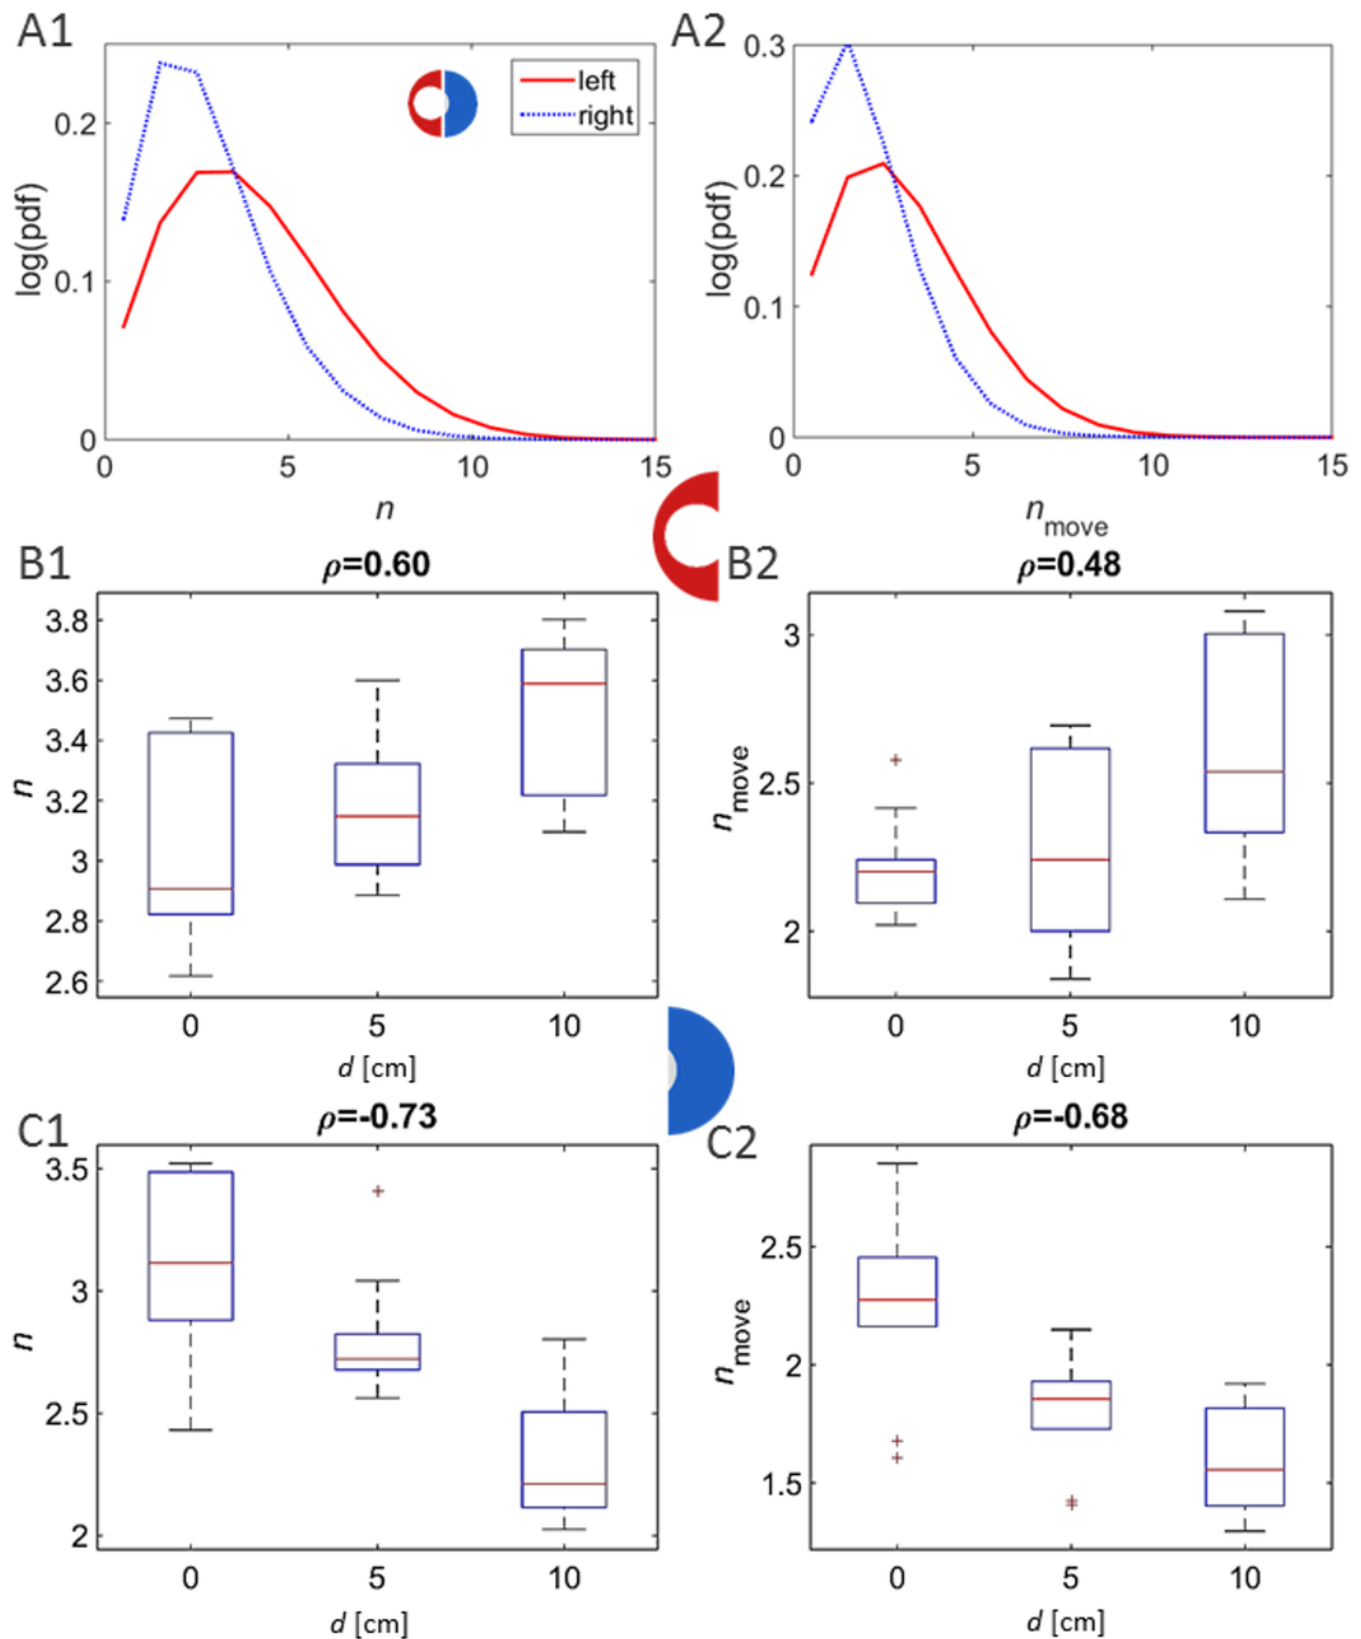 A1
A2
left
right
0.2
0.1
0
log(pdf)
0 5 10 15
n
0.3
0.2
0.1
0
log(pdf)
0 5 10 15
n move
B1
ρ=0.60
3.8
3.6
3.4
3.2
3
2.8
2.6
n
0 5 10
d [cm]
B2
ρ=0.48
3
2.5
2
n move
0 5 10
d [cm]
C1
ρ=-0.73
3.5
3
2.5
2
n
0 5 10
d [cm]
C2
ρ=-0.68
2.5
2
1.5
n move
0 5 10
d [cm]